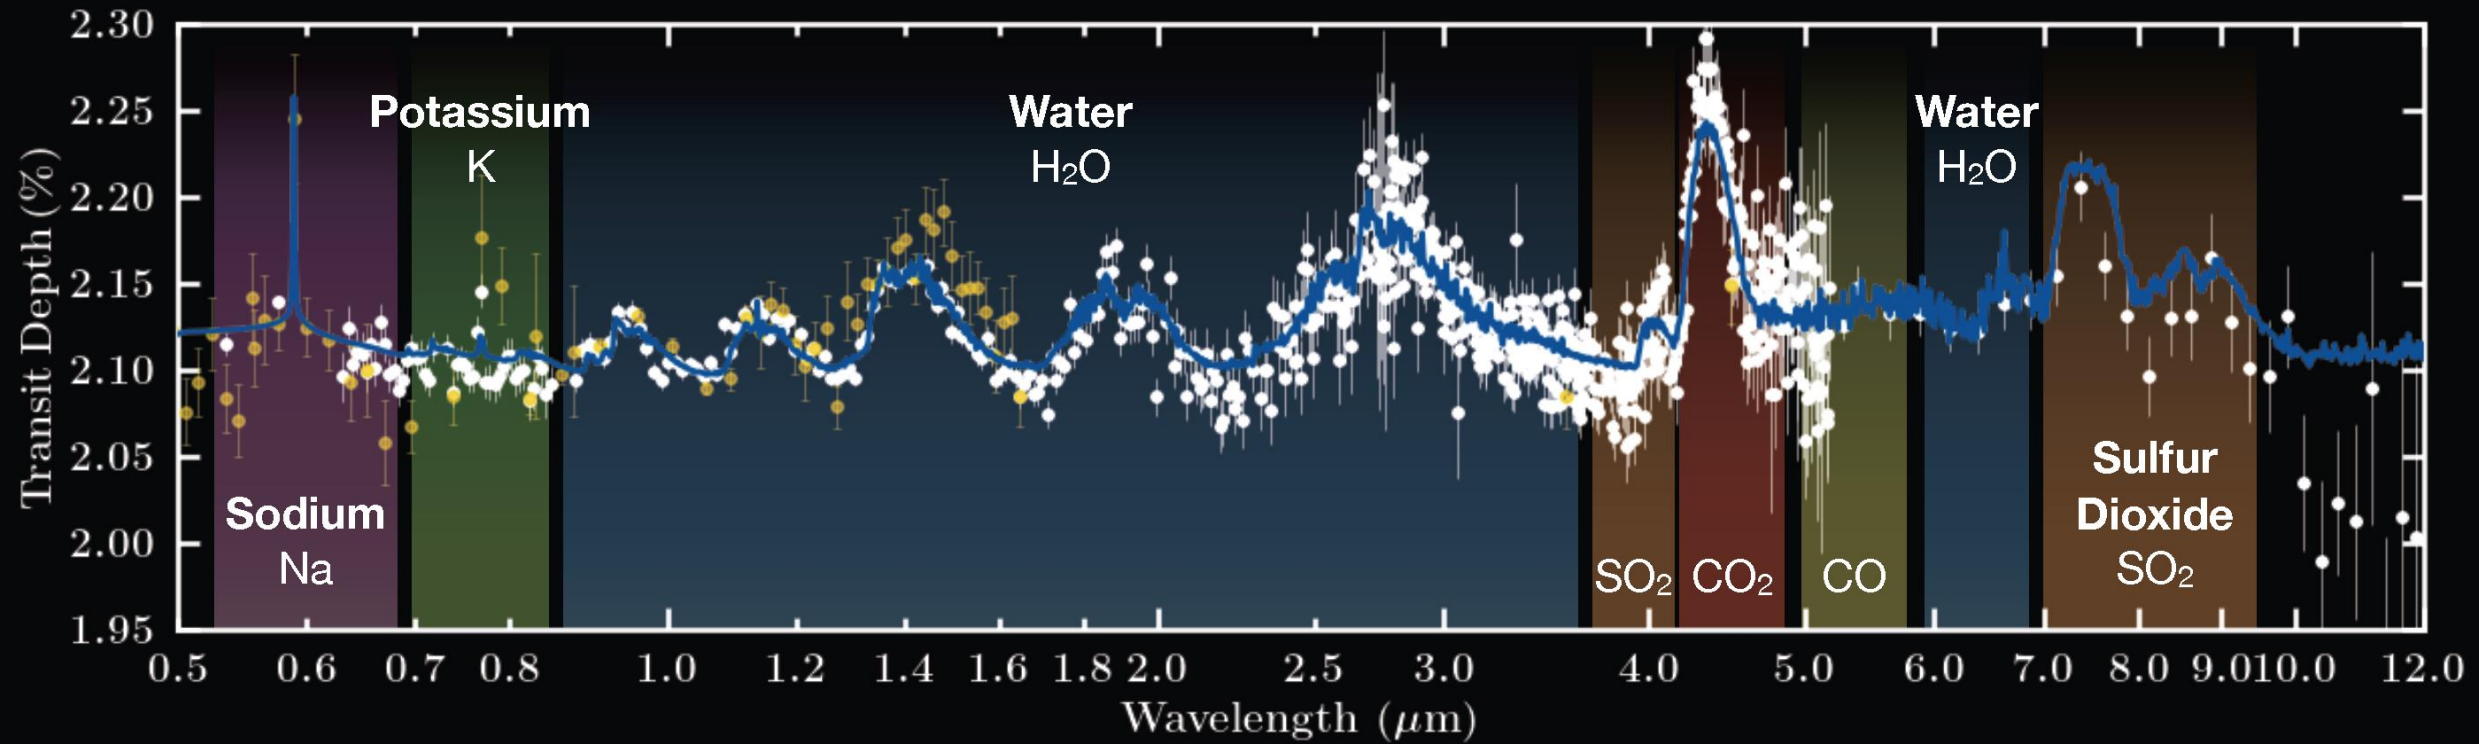 2.30
2.25
2.20
2.15
2.10
2.05
2.00
1.95
Transit Depth (%)
Potassium
K
Water
H₂O
Water
H₂O
Sodium
Na
SO₂
CO₂
CO
Sulfur
Dioxide
SO₂
0.5 0.6 0.7 0.8 1.0 1.2 1.4 1.6 1.8 2.0 2.5 3.0 4.0 5.0 6.0 7.0 8.0 9.0 10.0 12.0
Wavelength (μm)